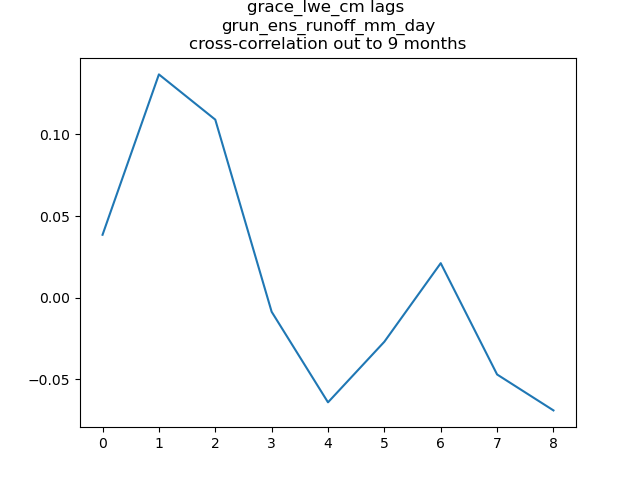 grace_lwe_cm lags
grun_ens_runoff_mm_day
cross-correlation out to 9 months
0.10
0.05
0.00
−0.05
0 1 2 3 4 5 6 7 8